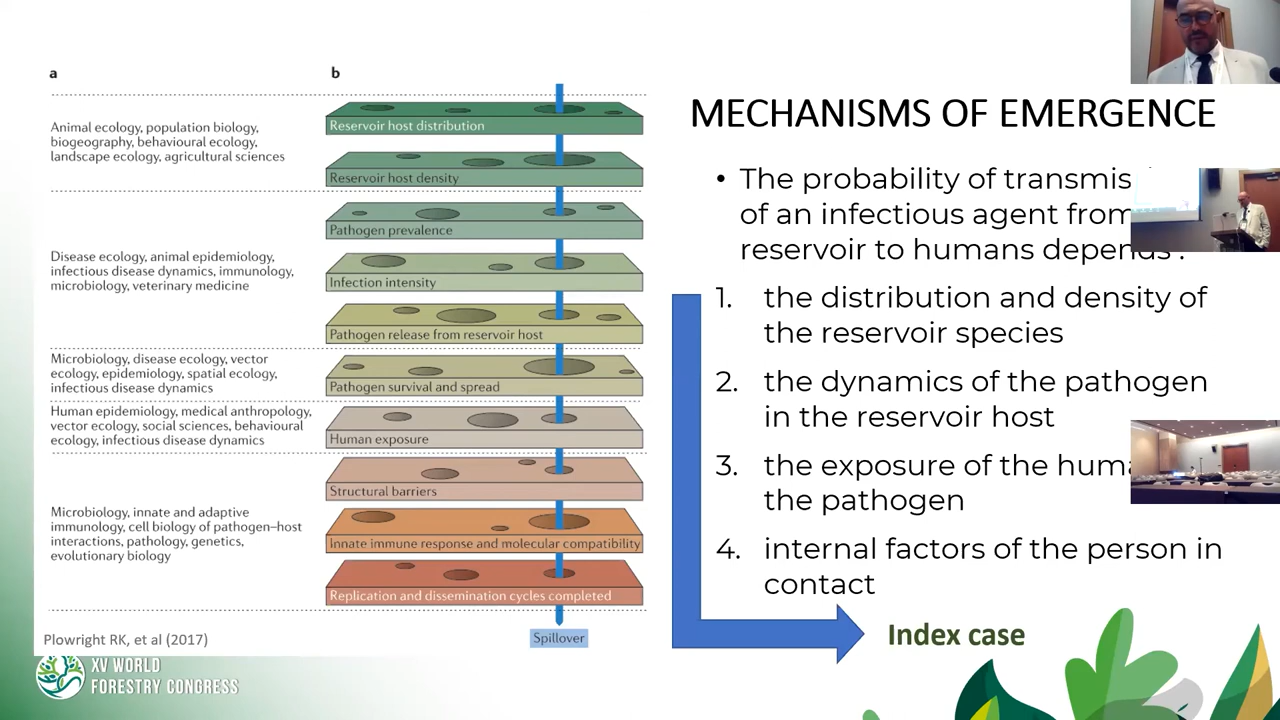 a
b
Animal ecology, population biology,
biogeography, behavioural ecology,
landscape ecology, agricultural sciences
Disease ecology, animal epidemiology,
infectious disease dynamics, immunology,
microbiology, veterinary medicine
Microbiology, disease ecology, vector
ecology, epidemiology, spatial ecology,
infectious disease dynamics
Human epidemiology, medical anthropology,
vector ecology, social sciences, behavioural
ecology, infectious disease dynamics
Microbiology, innate and adaptive
immunology, cell biology of pathogen–host
interactions, pathology, genetics,
evolutionary biology
Reservoir host distribution
Reservoir host density
Pathogen prevalence
Infection intensity
Pathogen release from reservoir host
Pathogen survival and spread
Human exposure
Structural barriers
Innate immune response and molecular compatibility
Replication and dissemination cycles completed
Spillover
Plowright RK, et al (2017)
XV WORLD
FORESTRY CONGRESS
MECHANISMS OF EMERGENCE
• The probability of
of an infectious agent from
reservoir to humans depends
1. the distribution and density of
the reservoir species
2. the dynamics of the pathogen
in the reservoir host
3. the exposure of the
the pathogen
4. internal factors of the person in
contact
Index case